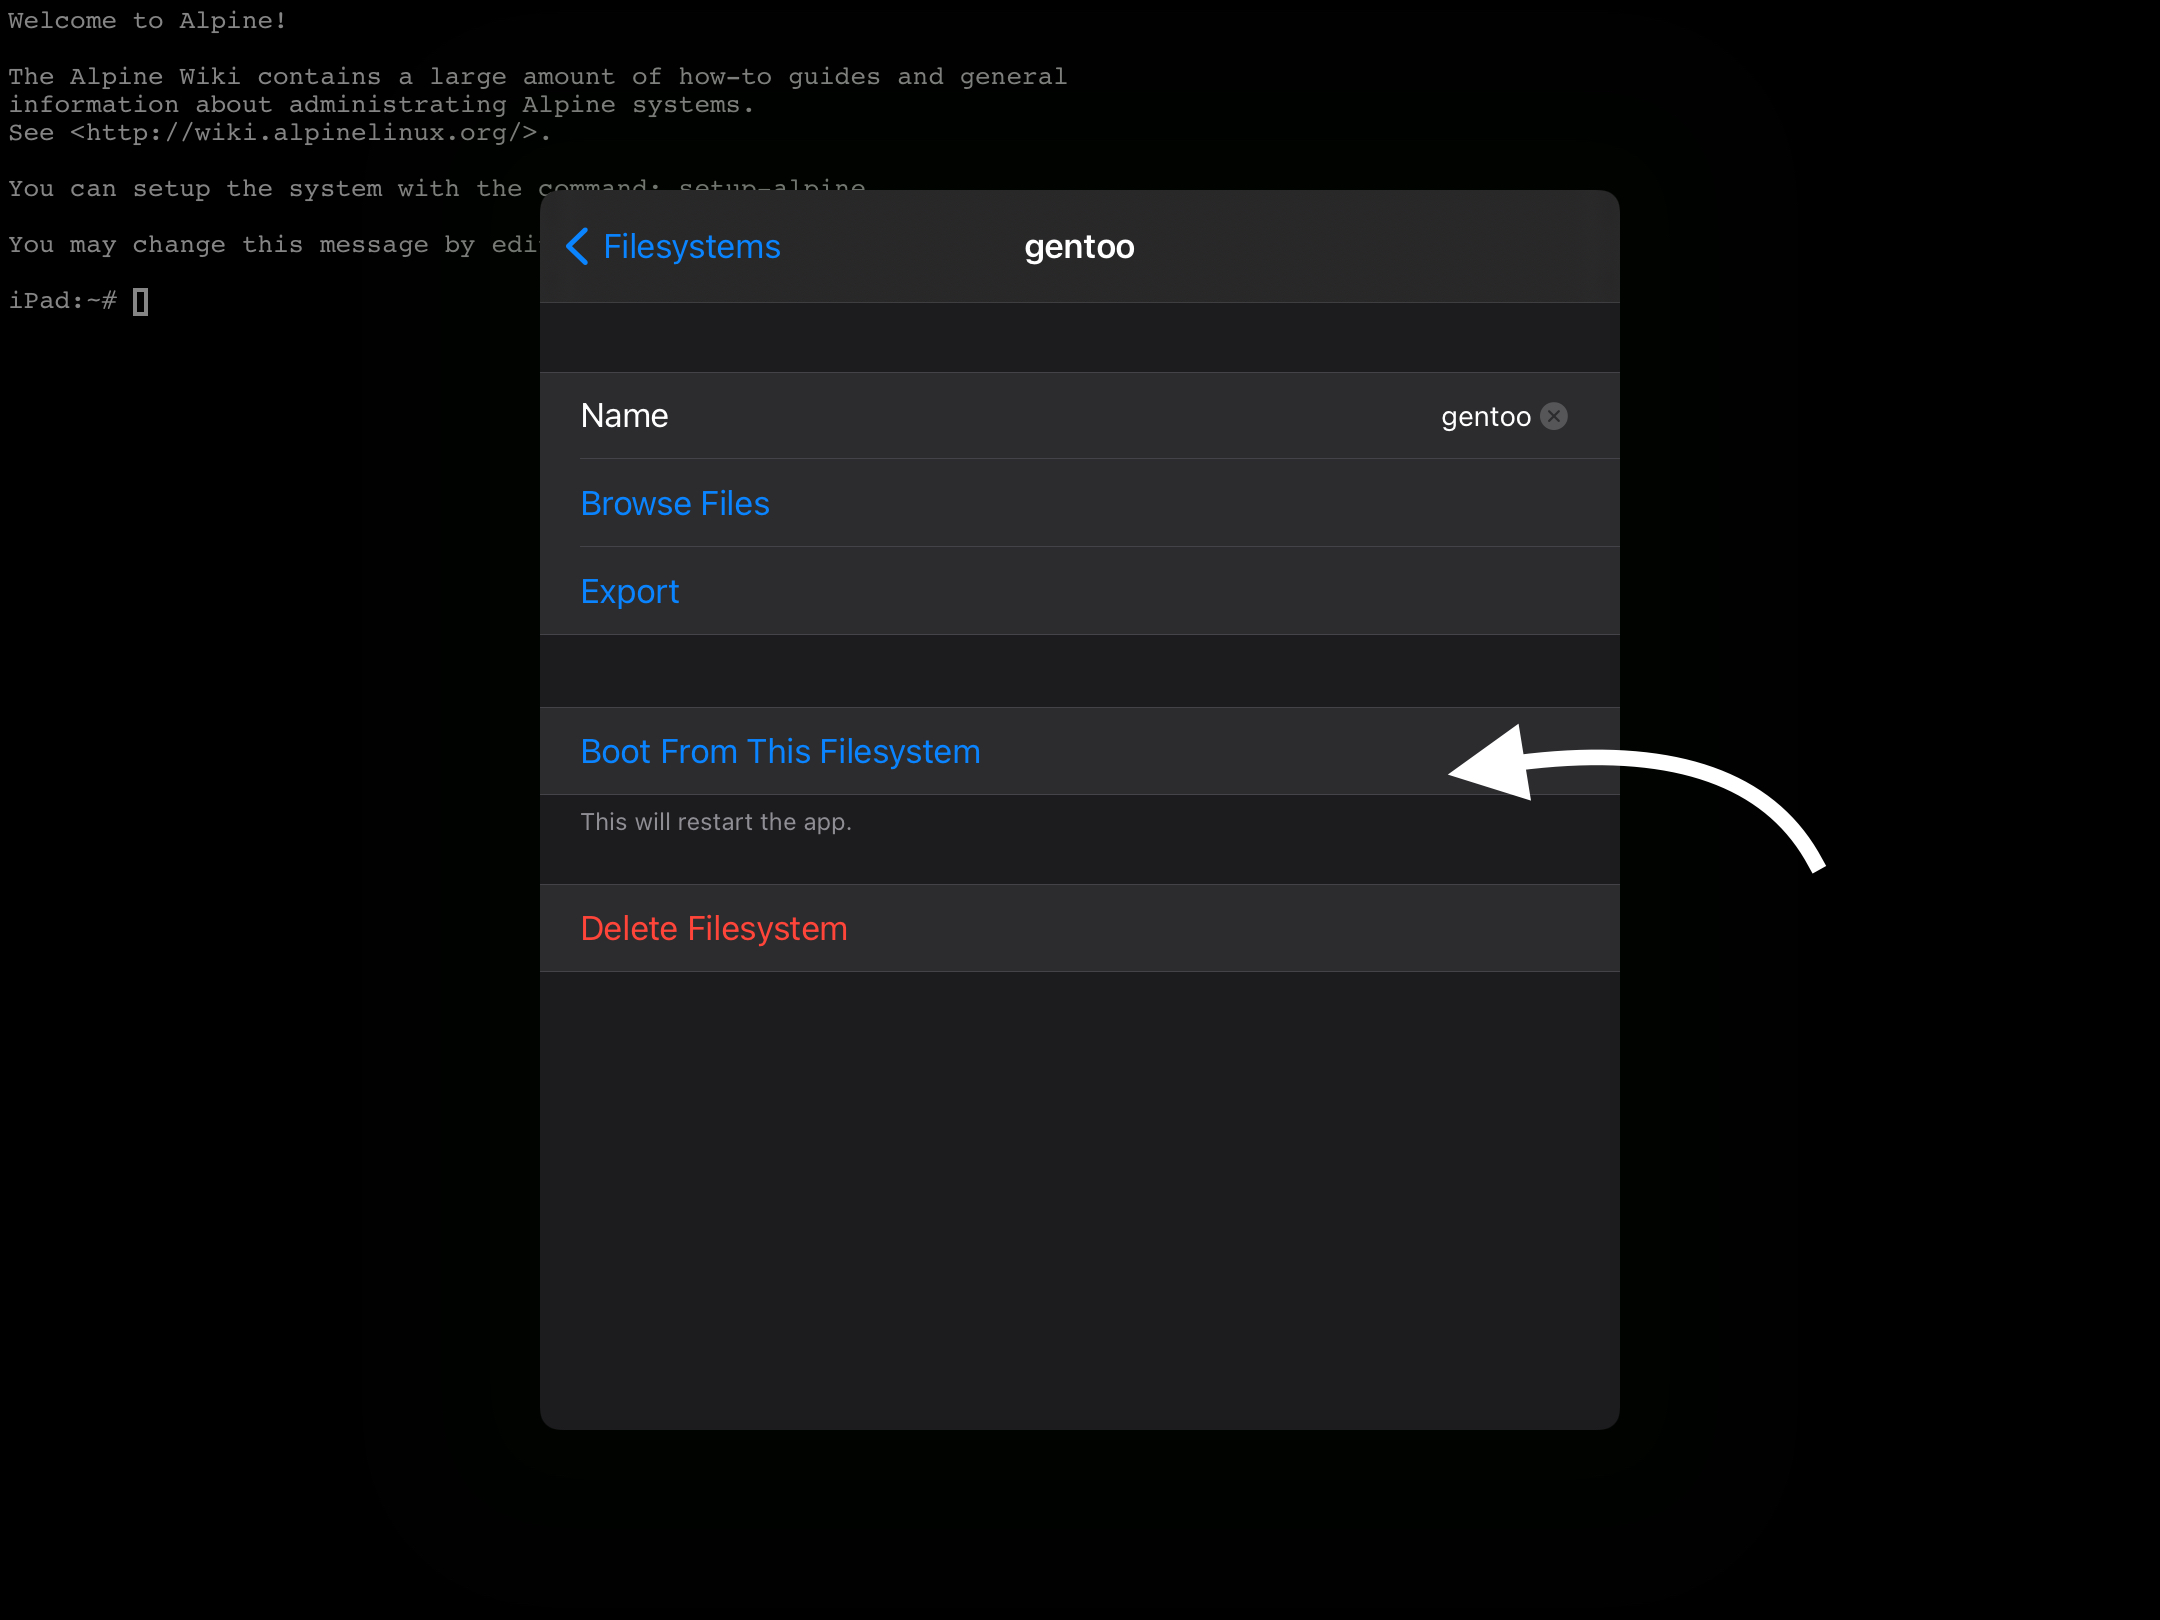 Welcome to Alpine!
The Alpine Wiki contains a large amount of how-to guides and general
information about administrating Alpine systems.
See <http://wiki.alpinelinux.org/>.
You can setup the system with the command: setup-alpine
You may change this message by edi
iPad:~#
Filesystems
gentoo
Name
gentoo
Browse Files
Export
Boot From This Filesystem
This will restart the app.
Delete Filesystem